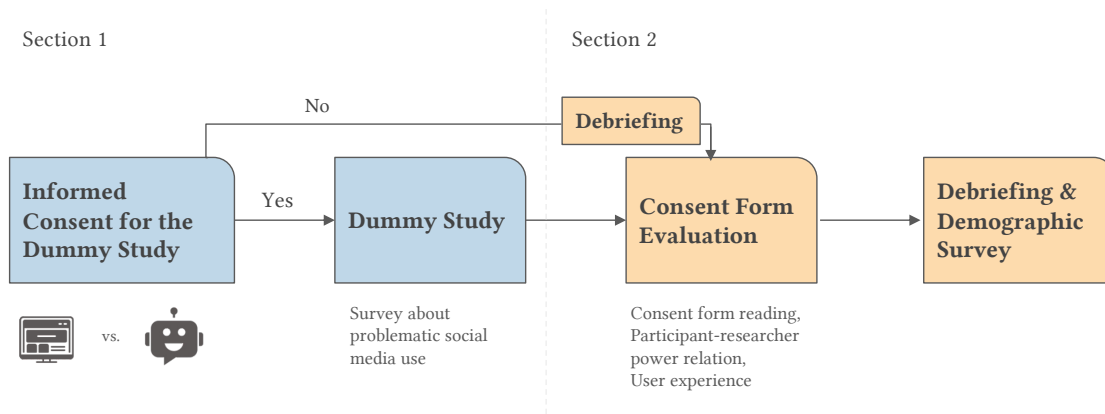 Section 1
Section 2
No
Debriefing
Informed
Consent for the
Dummy Study
Yes
Dummy Study
Consent Form
Evaluation
Debriefing &
Demographic
Survey
vs.
Survey about
problematic social
media use
Consent form reading,
Participant-researcher
power relation,
User experience